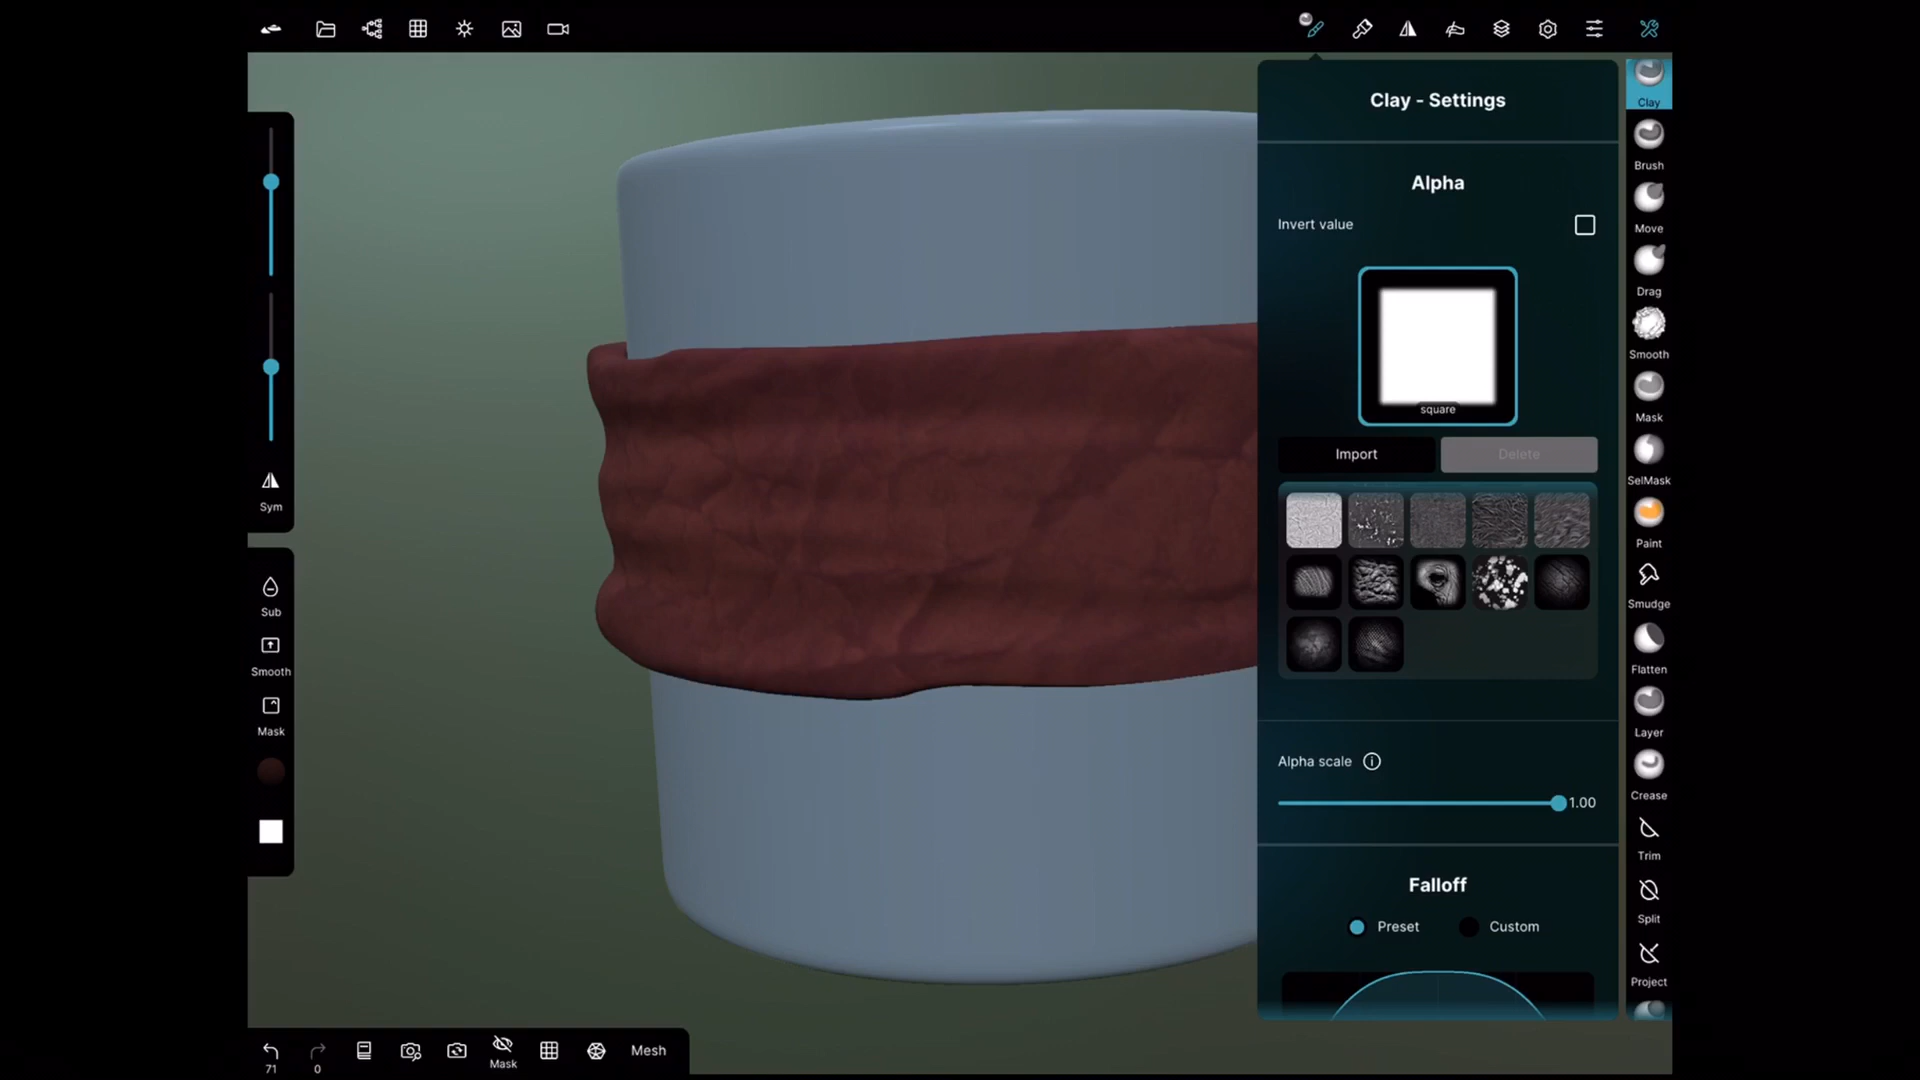 Clay - Settings
Alpha
Invert value
square
Import
Delete
Alpha scale
1.00
Falloff
Preset
Custom
Sym
Sub
Smooth
Mask
71
0
Mask
Mesh
Clay
Brush
Move
Drag
Smooth
Mask
SelMask
Paint
Smudge
Flatten
Layer
Crease
Trim
Split
Project